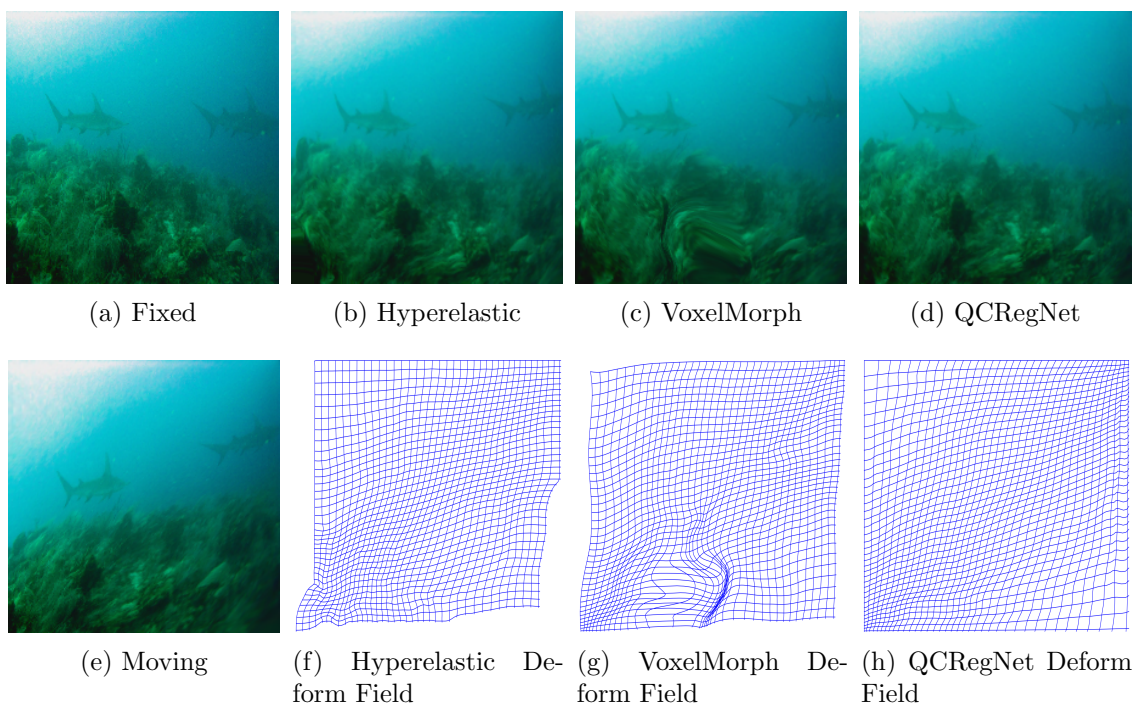 (a) Fixed
(b) Hyperelastic
(c) VoxelMorph
(d) QCRegNet
(e) Moving
(f) Hyperelastic De-
form Field
(g) VoxelMorph De-
form Field
(h) QCRegNet Deform
Field